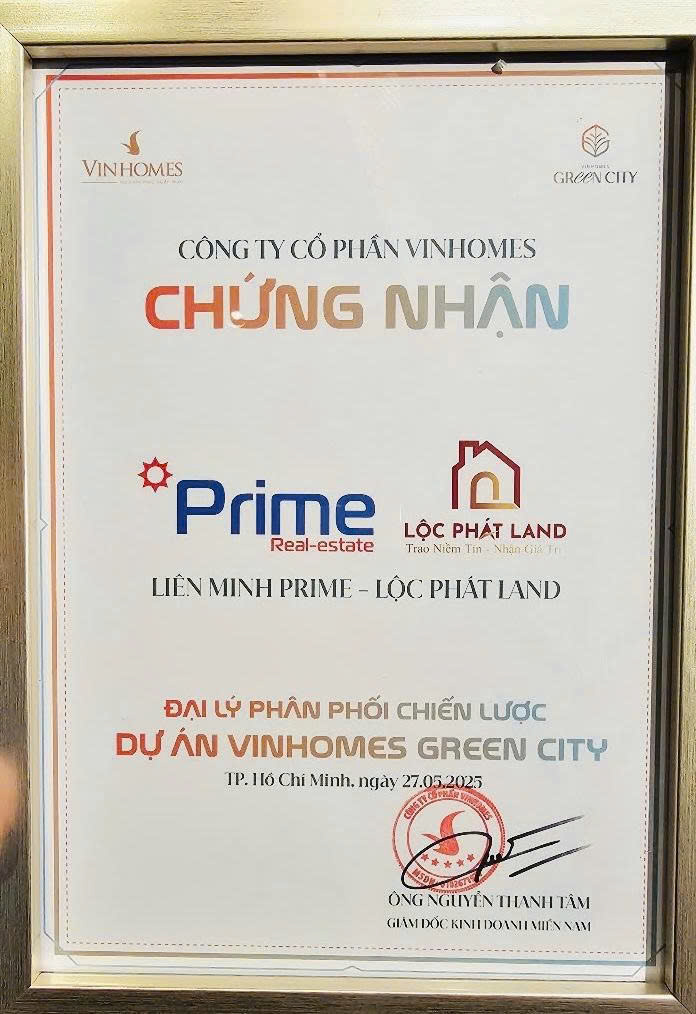 VINHOMES
VINHOMES
GREEN CITY
CÔNG TY CỔ PHẦN VINHOMES
CHỨNG NHẬN
Prime
Real-estate
LỘC PHÁT LAND
Trao Niềm Tin - Nhận Giá Trị
LIÊN MINH PRIME – LỘC PHÁT LAND
ĐẠI LÝ PHÂN PHỐI CHIẾN LƯỢC
DỰ ÁN VINHOMES GREEN CITY
TP. Hồ Chí Minh, ngày 27.05.2025
CÔNG TY CỔ PHẦN VINHOMES
ÔNG NGUYỄN THANH TÂM
GIÁM ĐỐC KINH DOANH MIỀN NAM